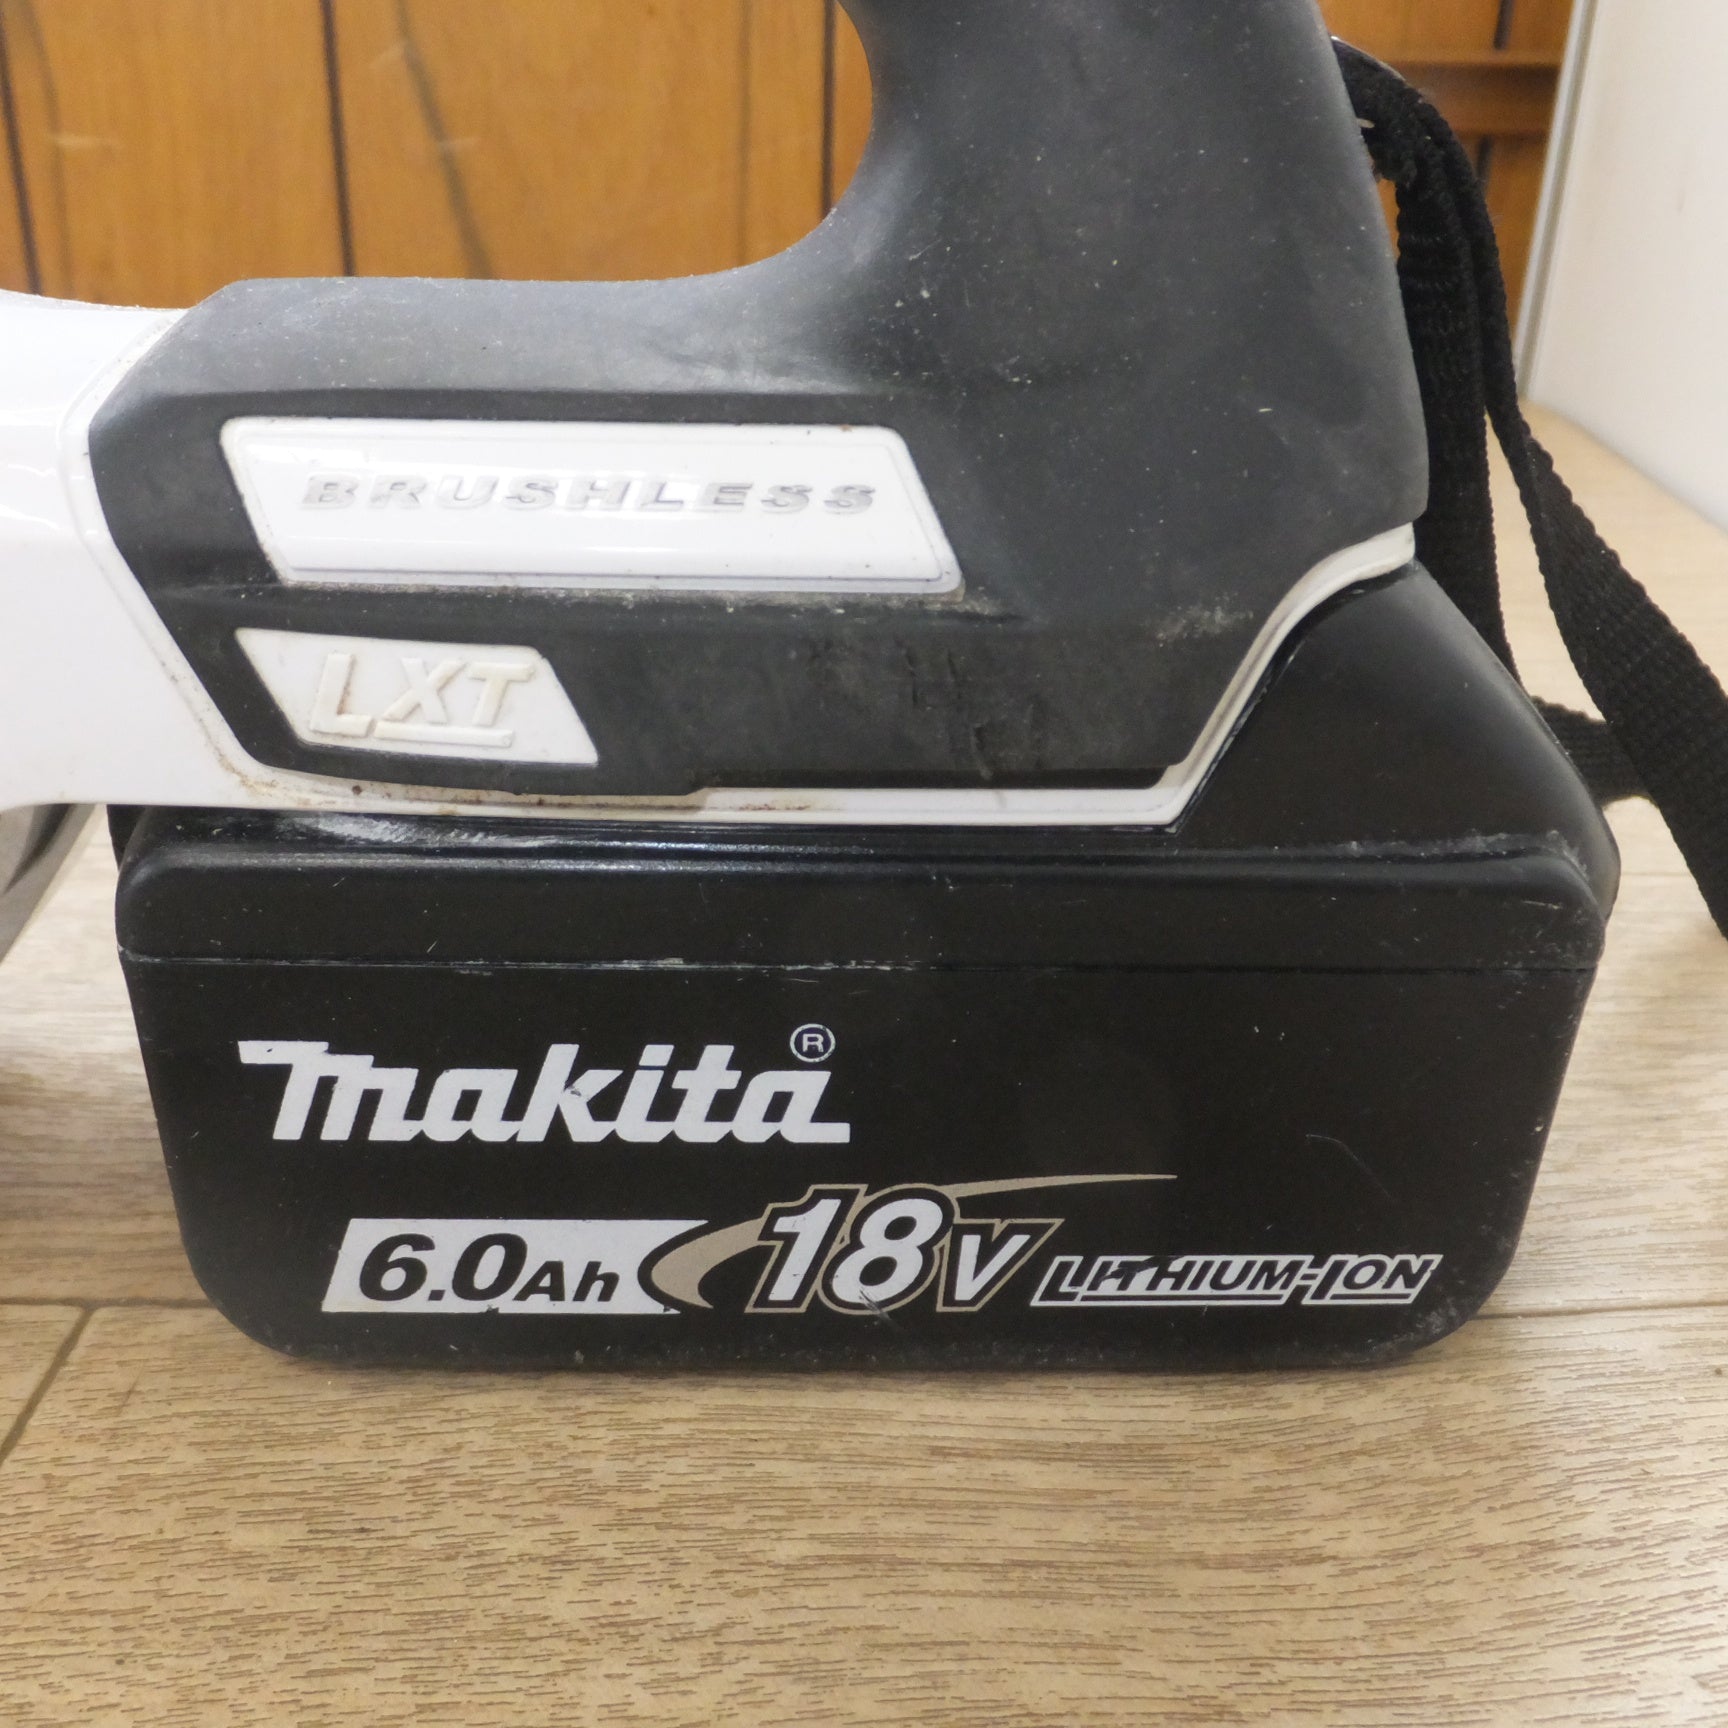 BRUSHLESS
LXT
makita®
6.0Ah 18V LITHIUM-ION